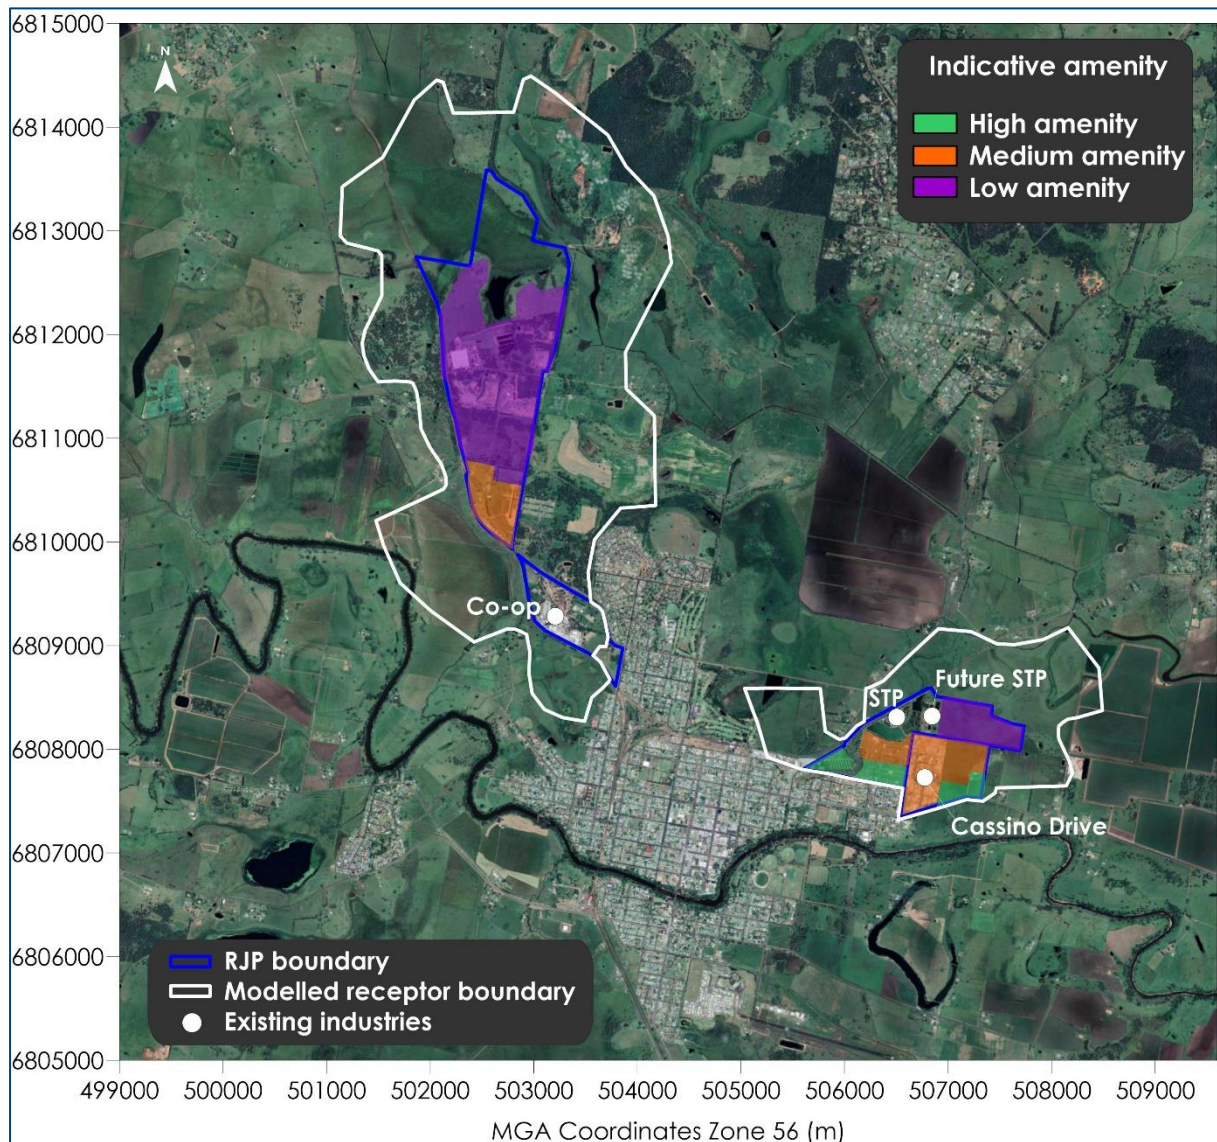 6815000
6814000
6813000
6812000
6811000
6810000
6809000
6808000
6807000
6806000
6805000
N
Indicative amenity
High amenity
Medium amenity
Low amenity
Co-op
Future STP
STP
Cassino Drive
RJP boundary
Modelled receptor boundary
Existing industries
499000 500000 501000 502000 503000 504000 505000 506000 507000 508000 509000
MGA Coordinates Zone 56 (m)